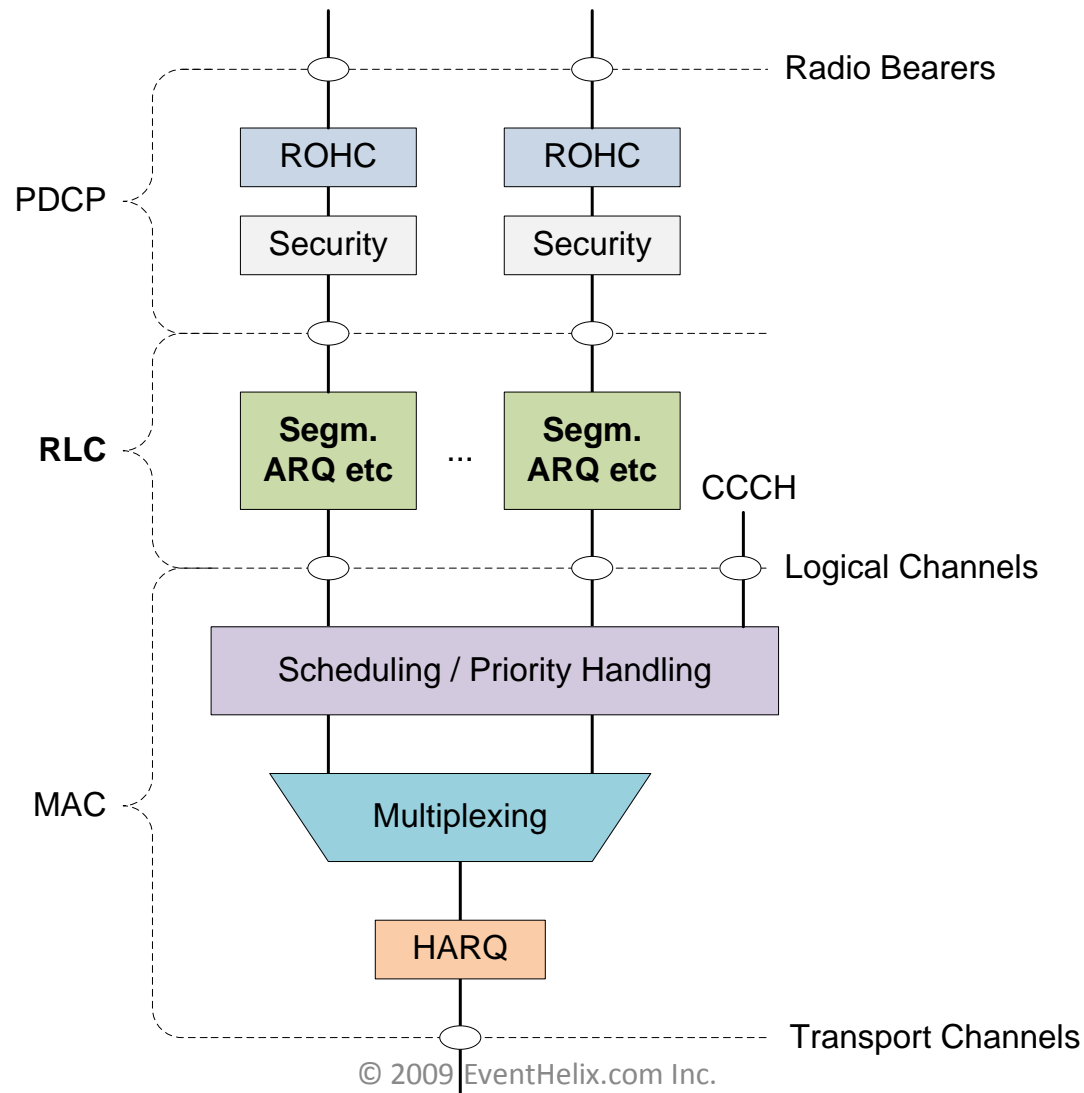 Radio Bearers
ROHC
ROHC
PDCP
Security
Security
RLC
Segm.
ARQ etc
...
Segm.
ARQ etc
CCCH
Logical Channels
Scheduling / Priority Handling
MAC
Multiplexing
HARQ
Transport Channels
© 2009 EventHelix.com Inc.